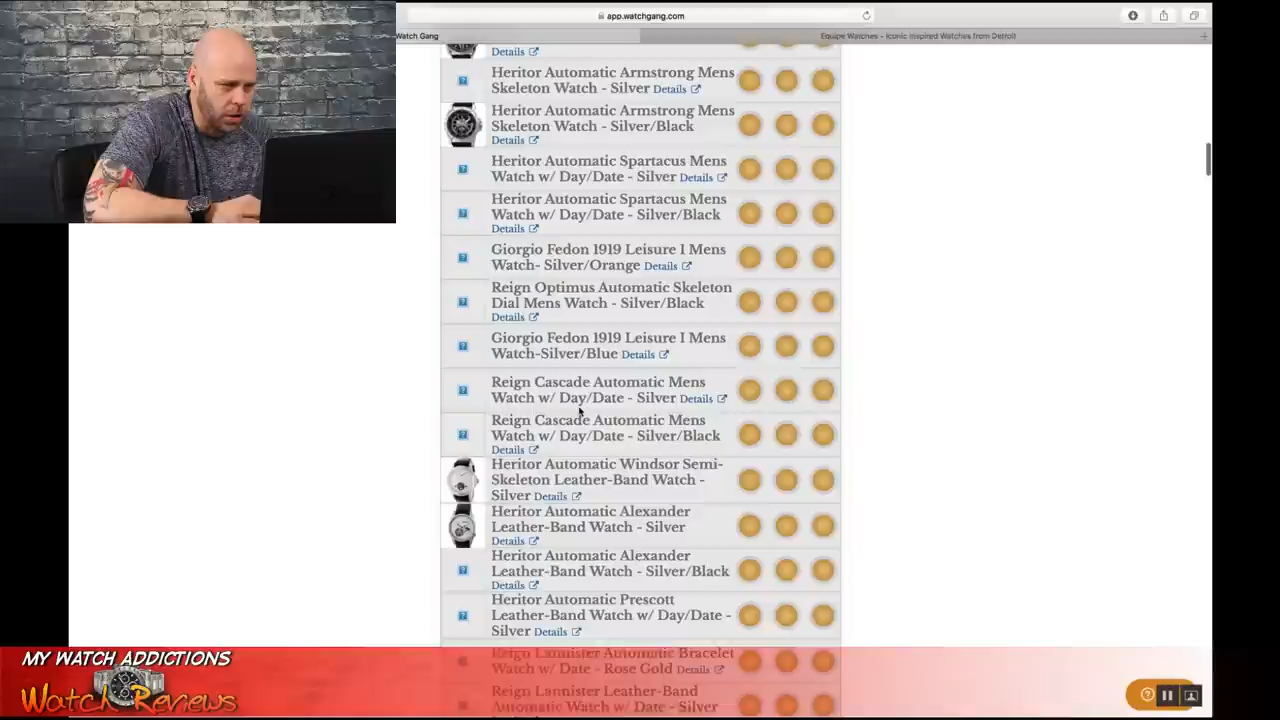 app.watchgang.com
Watch Gang
Equipe Watches - Iconic Inspired Watches from Detroit
Details
Heritor Automatic Armstrong Mens
Skeleton Watch - Silver Details
Heritor Automatic Armstrong Mens
Skeleton Watch - Silver/Black
Details
Heritor Automatic Spartacus Mens
Watch w/ Day/Date - Silver Details
Heritor Automatic Spartacus Mens
Watch w/ Day/Date - Silver/Black
Details
Giorgio Fedon 1919 Leisure I Mens
Watch- Silver/Orange Details
Reign Optimus Automatic Skeleton
Dial Mens Watch - Silver/Black
Details
Giorgio Fedon 1919 Leisure I Mens
Watch-Silver/Blue Details
Reign Cascade Automatic Mens
Watch w/ Day/Date - Silver Details
Reign Cascade Automatic Mens
Watch w/ Day/Date - Silver/Black
Details
Heritor Automatic Windsor Semi-
Skeleton Leather-Band Watch -
Silver Details
Heritor Automatic Alexander
Leather-Band Watch - Silver
Details
Heritor Automatic Alexander
Leather-Band Watch - Silver/Black
Details
Heritor Automatic Prescott
Leather-Band Watch w/ Day/Date -
Silver Details
Reign Lannister Automatic Bracelet
Watch w/ Date - Rose Gold Details
Reign Lannister Leather-Band
Automatic Watch w/ Date - Silver
MY WATCH ADDICTIONS
Watch Reviews